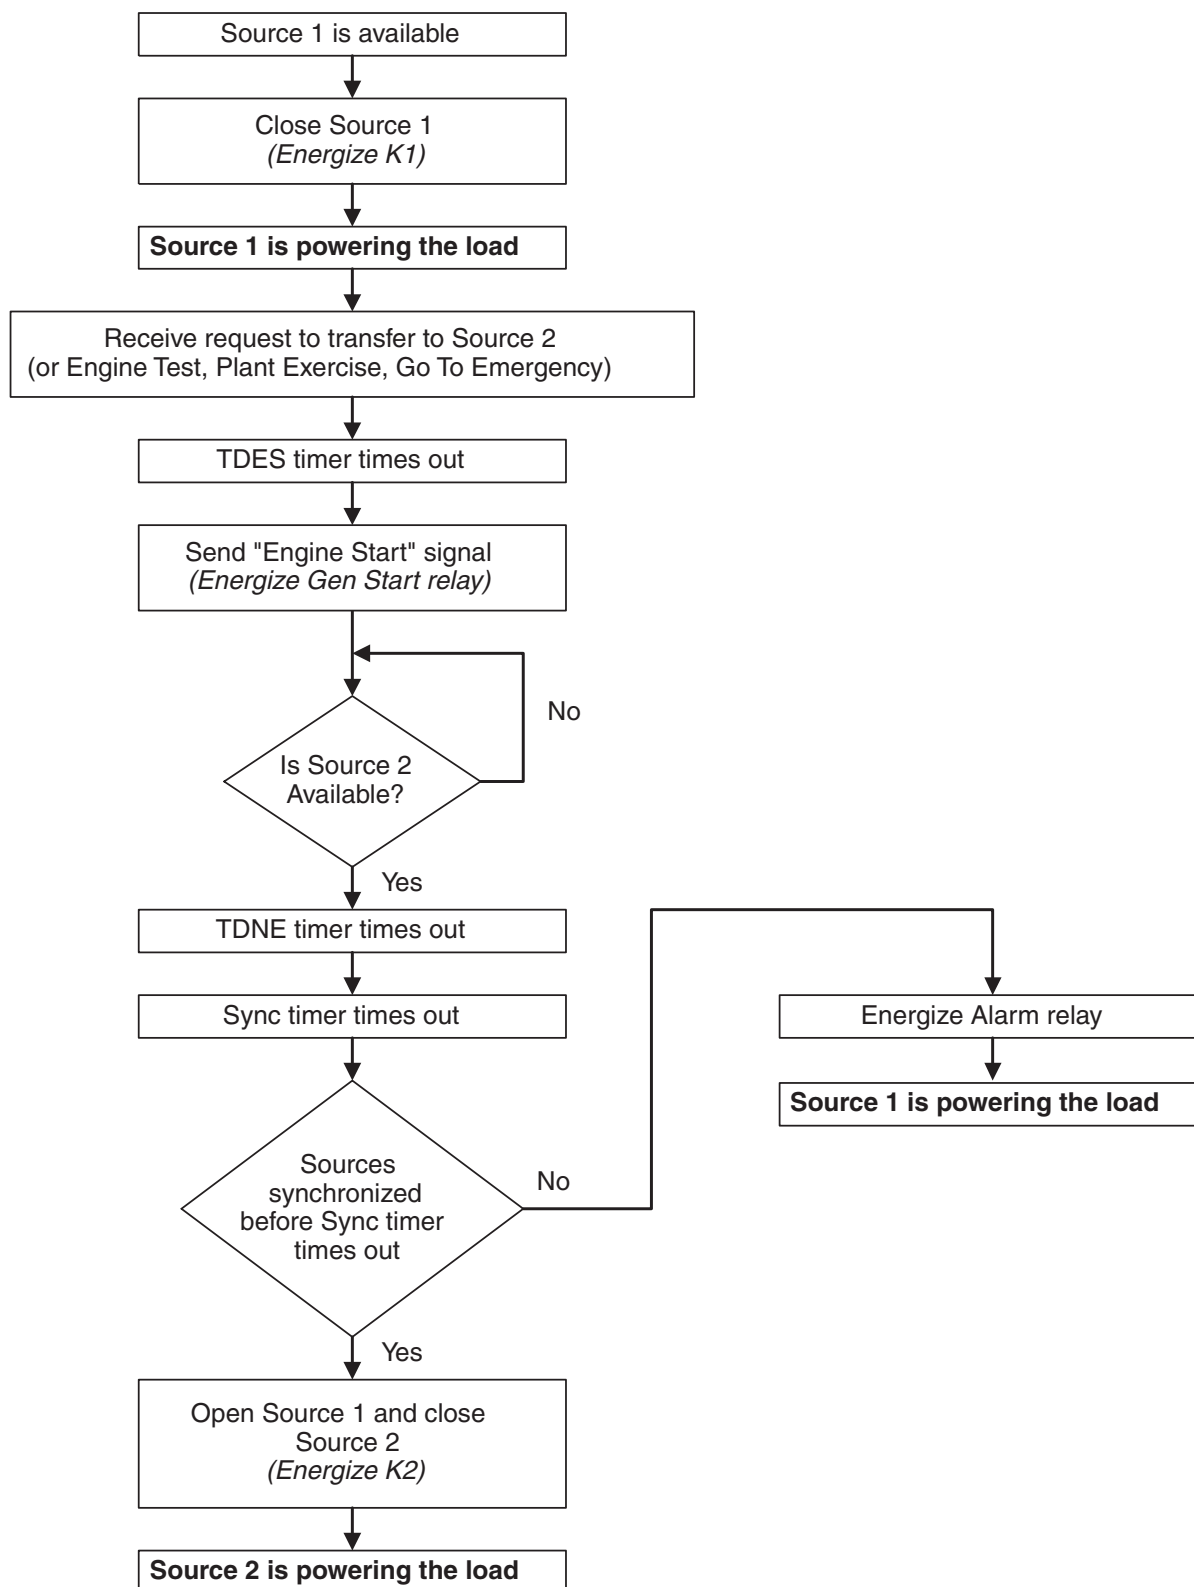 Source 1 is available
Close Source 1
(Energize K1)
Source 1 is powering the load
Receive request to transfer to Source 2
(or Engine Test, Plant Exercise, Go To Emergency)
TDES timer times out
Send "Engine Start" signal
(Energize Gen Start relay)
No
Is Source 2
Available?
Yes
TDNE timer times out
Sync timer times out
Energize Alarm relay
Source 1 is powering the load
Sources
synchronized
before Sync timer
times out
No
Yes
Open Source 1 and close
Source 2
(Energize K2)
Source 2 is powering the load